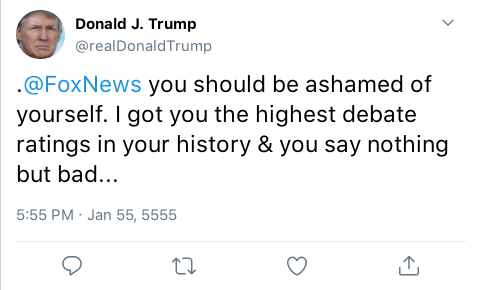 Donald J. Trump
@realDonaldTrump
.@FoxNews you should be ashamed of
yourself. I got you the highest debate
ratings in your history & you say nothing
but bad...
5:55 PM · Jan 55, 5555